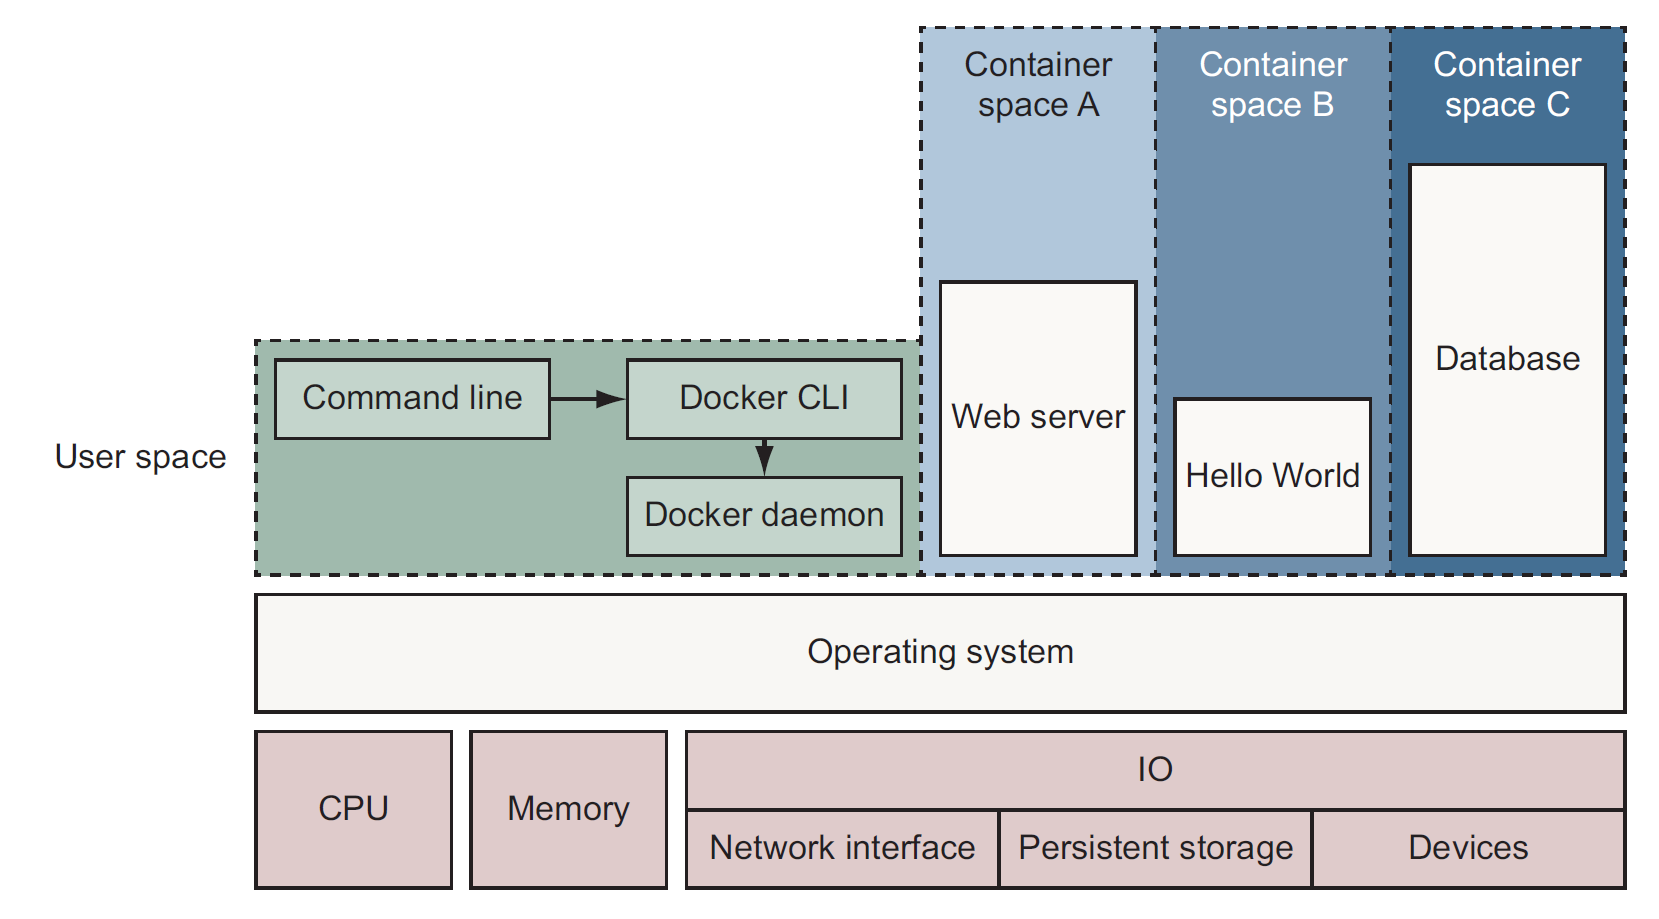 Container
space A
Container
space B
Container
space C
Command line
Docker CLI
Database
Web server
User space
Hello World
Docker daemon
Operating system
CPU
Memory
IO
Network interface
Persistent storage
Devices